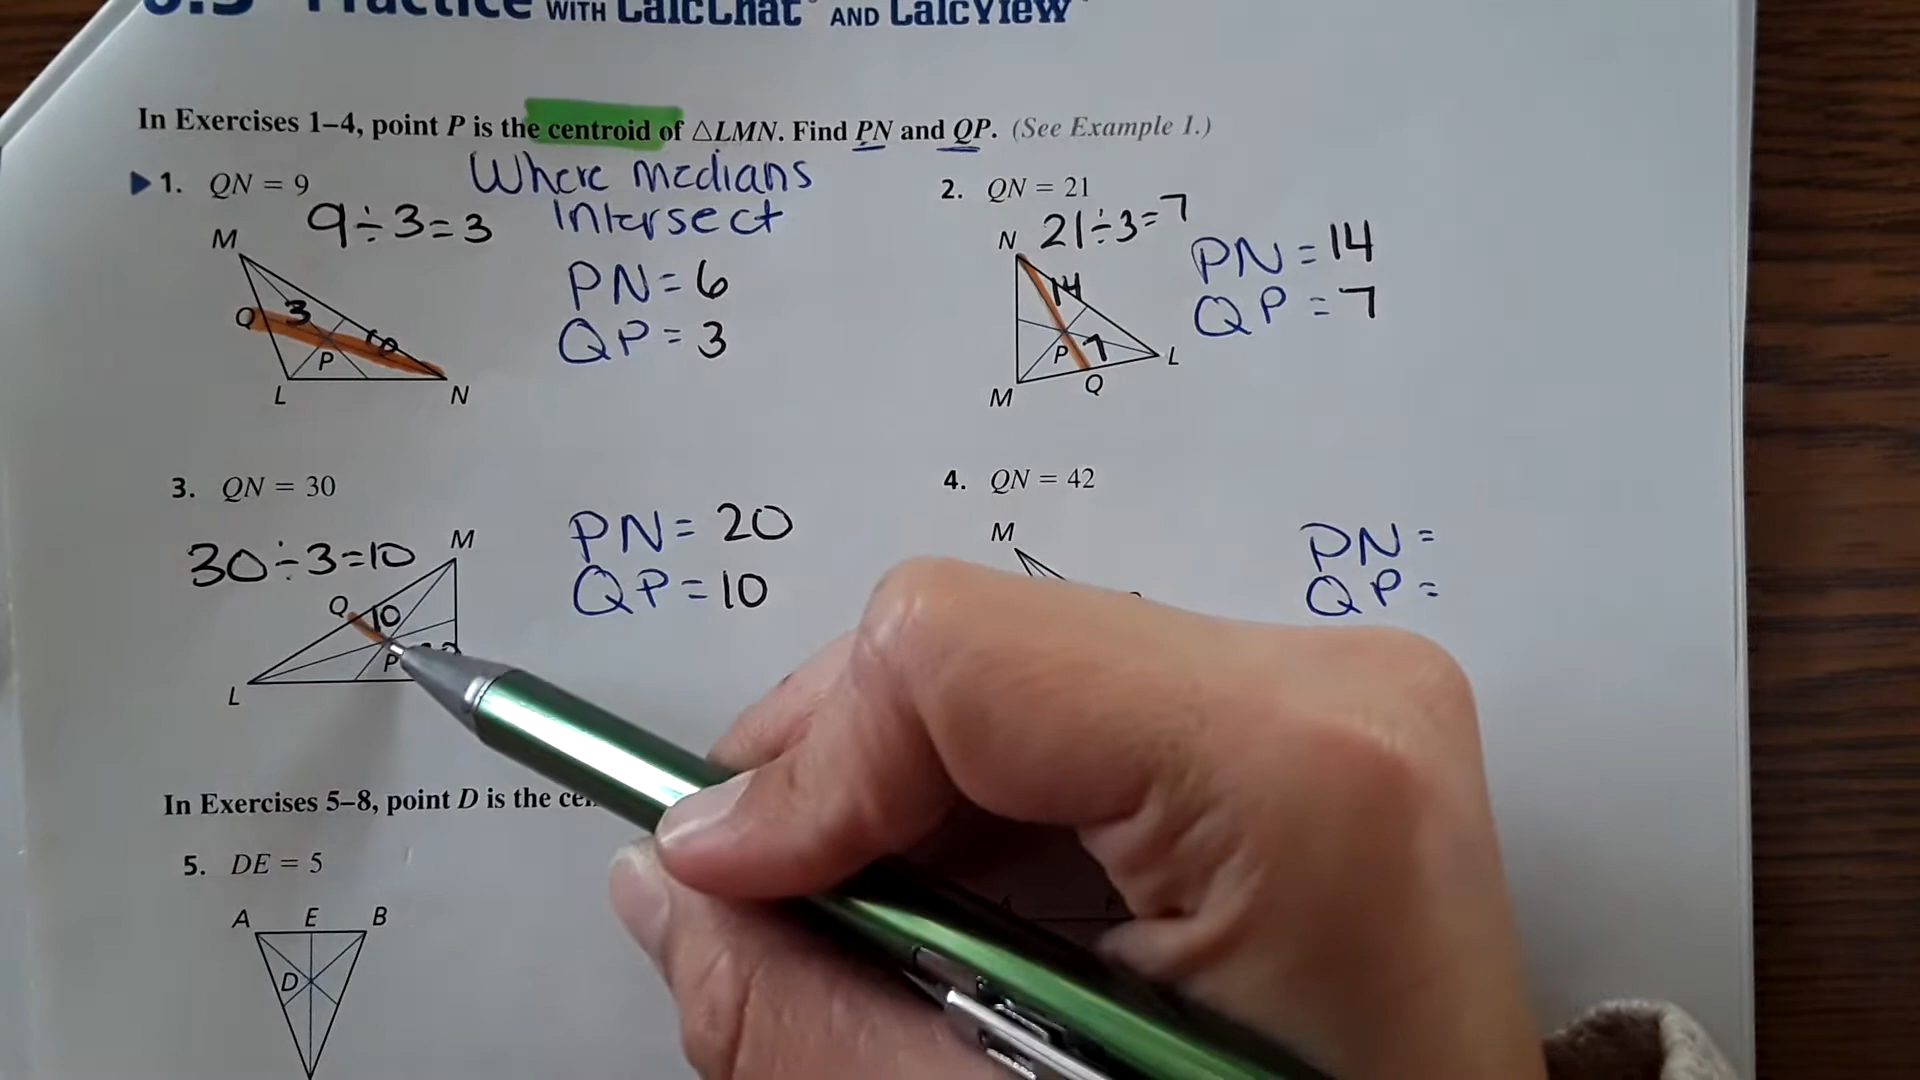 Practice WITH CalcChat AND CalcView
In Exercises 1–4, point P is the centroid of △LMN. Find PN and QP. (See Example 1.)
Where medians
intersect
1. QN = 9
9÷3=3
M
Q
3
6
P
L
N
PN=6
QP=3
2. QN = 21
21÷3=7
N
14
P
7
L
M
Q
PN=14
QP=7
3. QN = 30
30÷3=10
M
Q
10
P
L
PN=20
QP=10
4. QN = 42
M
PN=
QP=
In Exercises 5–8, point D is the
5. DE = 5
A E B
D